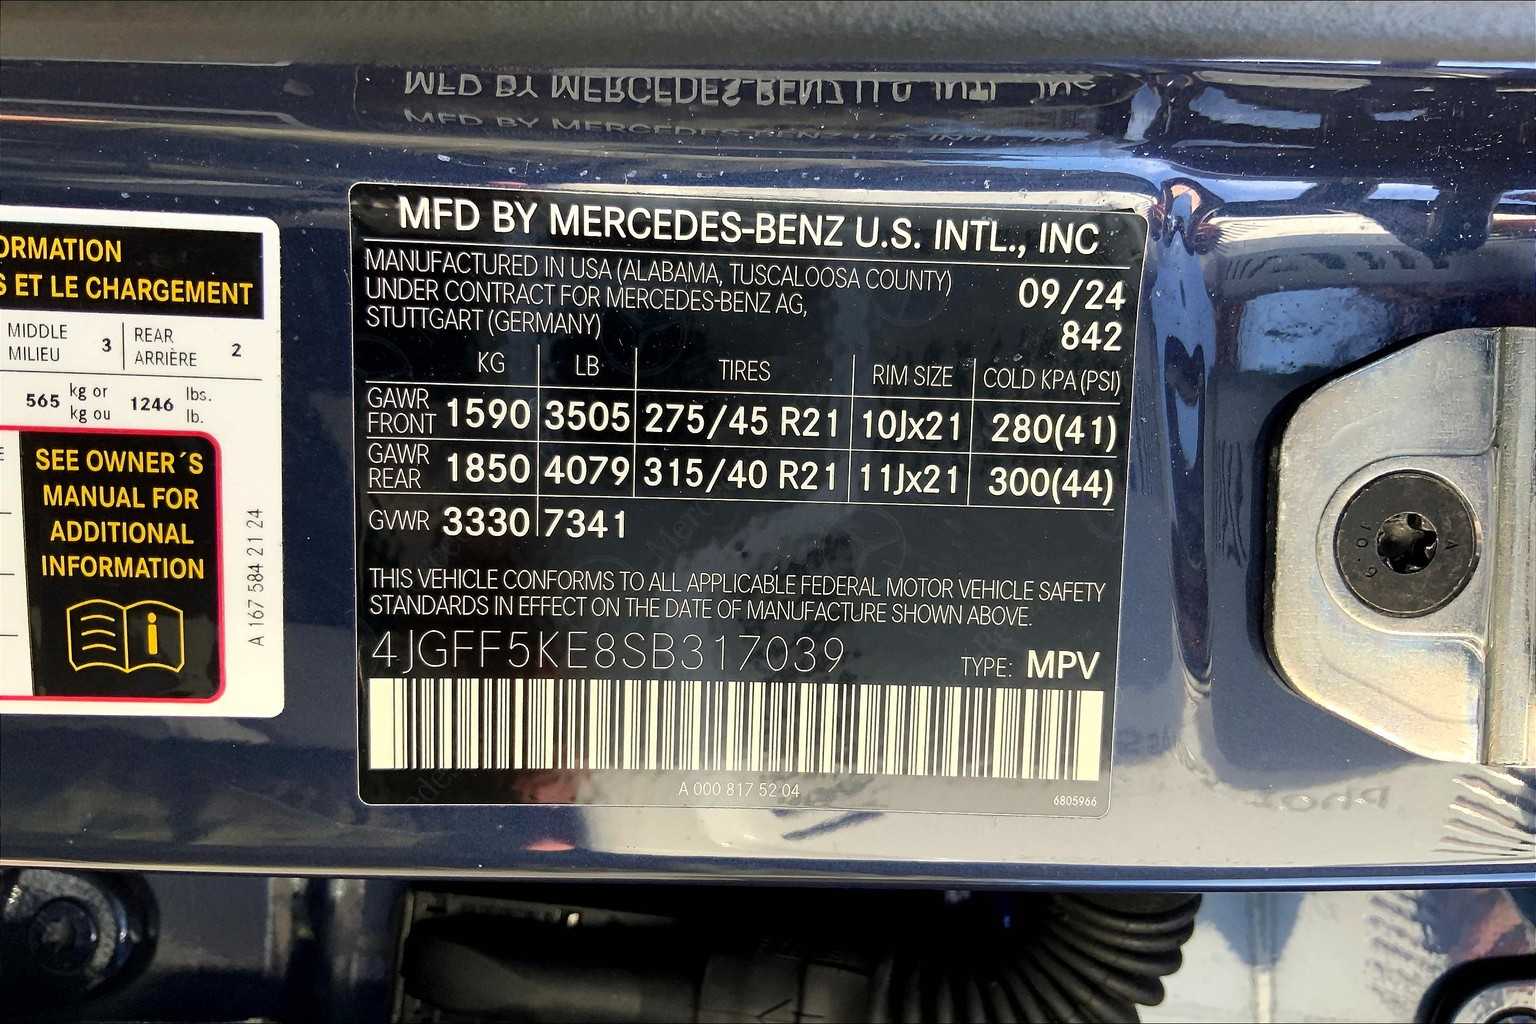 ORMATION
S ET LE CHARGEMENT
MIDDLE
MILIEU
3
REAR
ARRIÈRE
2
565
kg or
kg ou
1246
lbs.
lb.
SEE OWNER´S
MANUAL FOR
ADDITIONAL
INFORMATION
A 167 584 21 24
MFD BY MERCEDES-BENZ U.S. INTL., INC
MANUFACTURED IN USA (ALABAMA, TUSCALOOSA COUNTY)
UNDER CONTRACT FOR MERCEDES-BENZ AG,
STUTTGART (GERMANY)
09/24
842
KG LB TIRES RIM SIZE COLD KPA (PSI)
GAWR FRONT 1590 3505 275/45 R21 10Jx21 280(41)
GAWR REAR 1850 4079 315/40 R21 11Jx21 300(44)
GVWR 3330 7341
THIS VEHICLE CONFORMS TO ALL APPLICABLE FEDERAL MOTOR VEHICLE SAFETY
STANDARDS IN EFFECT ON THE DATE OF MANUFACTURE SHOWN ABOVE.
4JGFF5KE8SB317039
TYPE: MPV
A 000 817 52 04
6805966
10.9